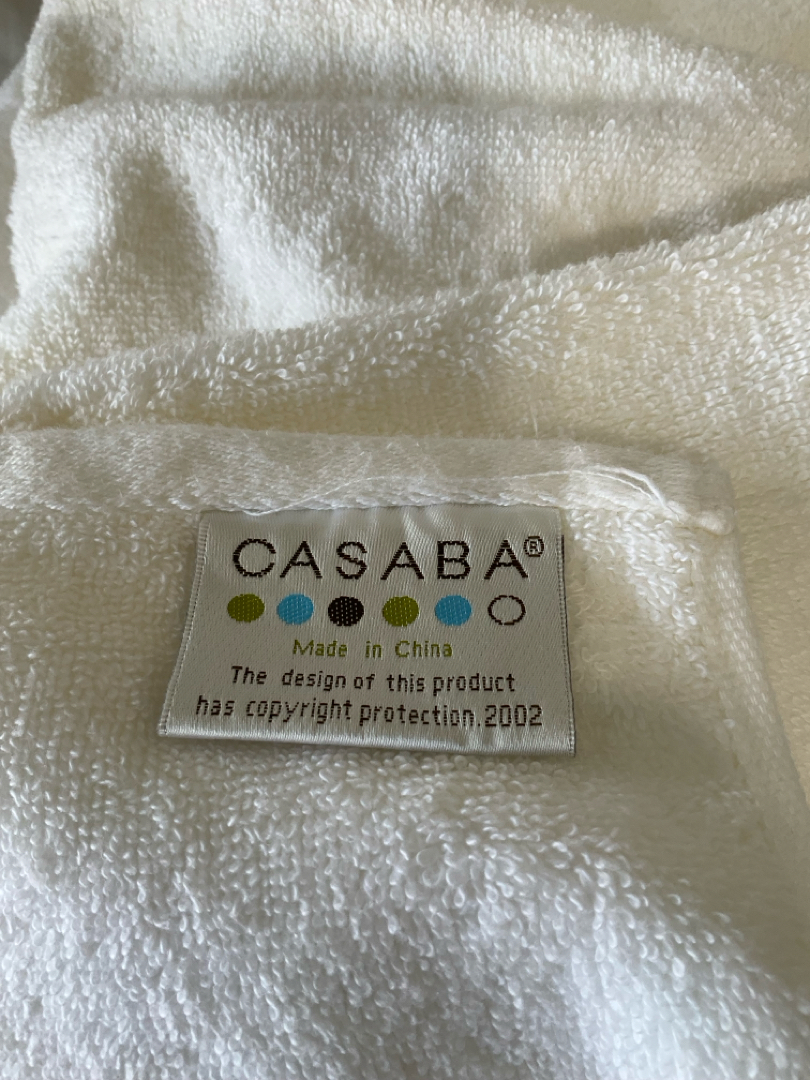 CASABA®
Made in China
The design of this product
has copyright protection.2002